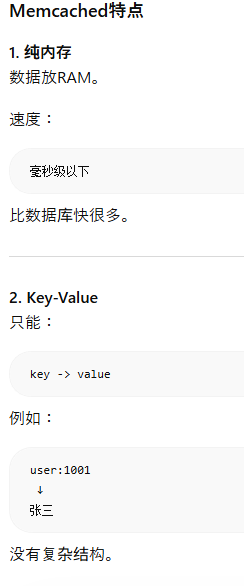 Memcached特点
1. 纯内存
数据放RAM。
速度：
毫秒级以下
比数据库快很多。
2. Key-Value
只能：
key -> value
例如：
user:1001
↓
张三
没有复杂结构。